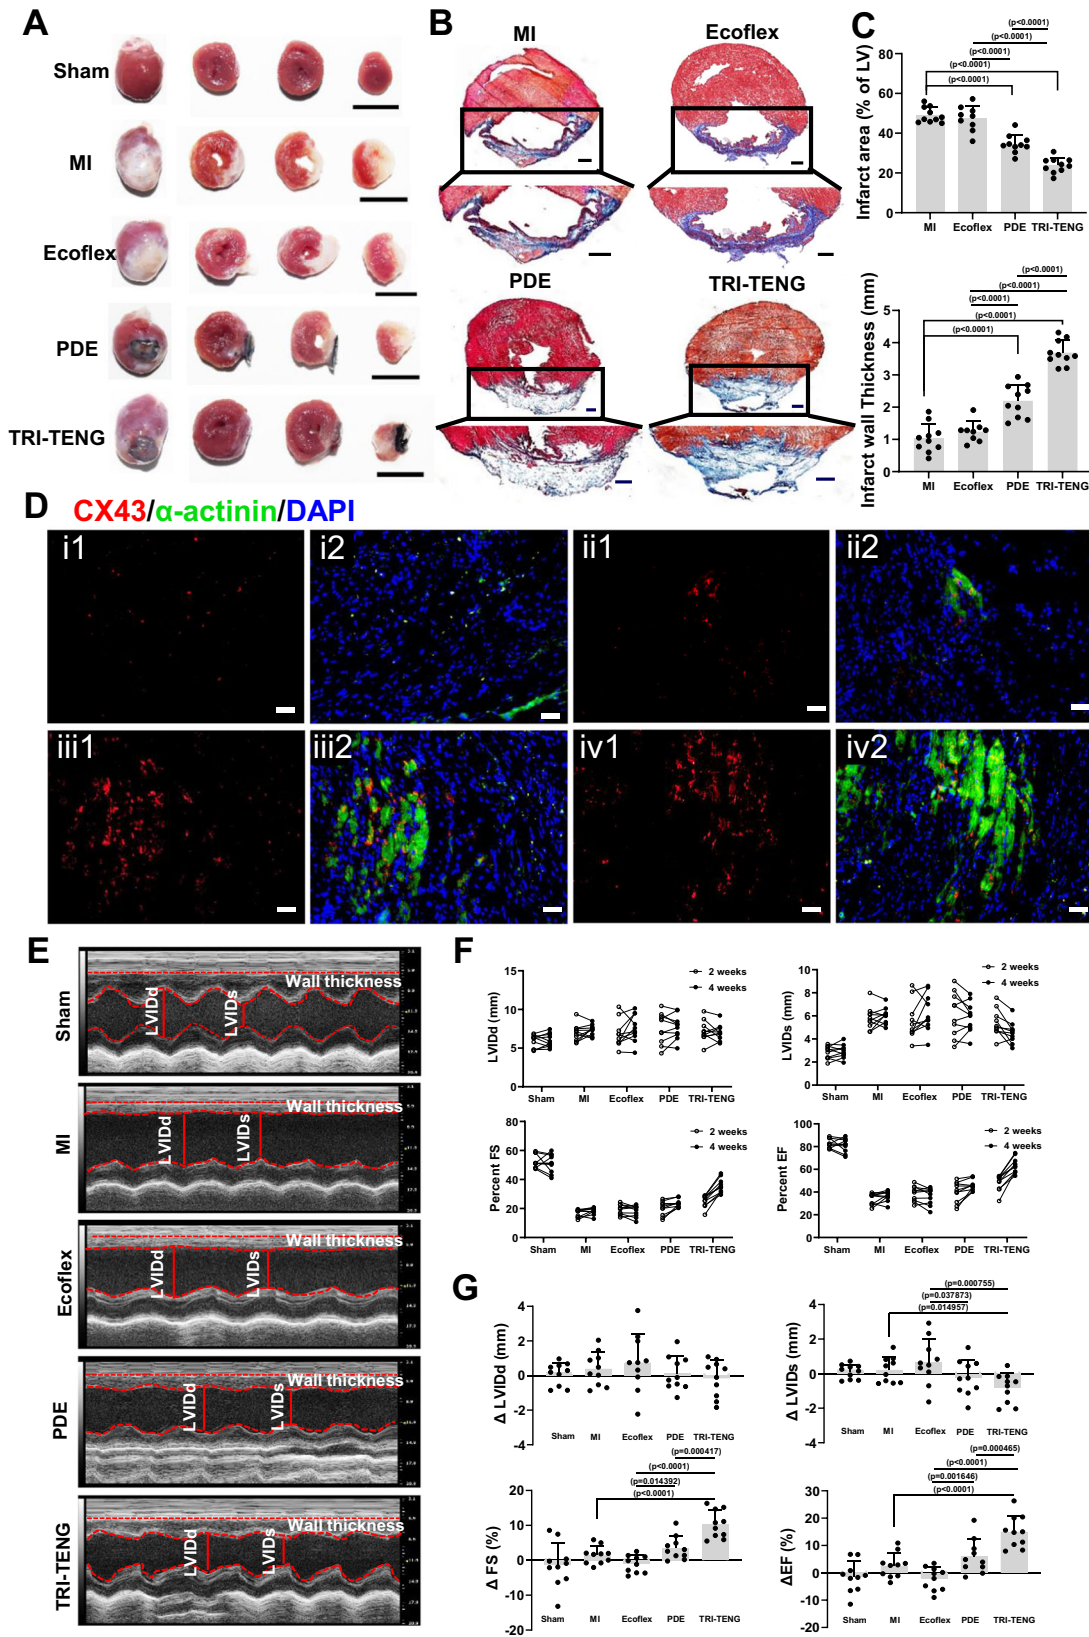 A
Sham
MI
Ecoflex
PDE
TRI-TENG
B
MI
Ecoflex
PDE
TRI-TENG
C
(p<0.0001)
(p<0.0001)
(p<0.0001)
(p<0.0001)
(p<0.0001)
Infarct area (% of LV)
80
60
40
20
0
MI Ecoflex PDE TRI-TENG
(p<0.0001)
(p<0.0001)
(p<0.0001)
(p<0.0001)
(p<0.0001)
Infarct wall Thickness (mm)
5
4
3
2
1
0
MI Ecoflex PDE TRI-TENG
D
CX43/α-actinin/DAPI
i1
i2
ii1
ii2
iii1
iii2
iv1
iv2
E
Sham
Wall thickness
LVIDd
LVIDs
MI
Wall thickness
LVIDd
LVIDs
Ecoflex
Wall thickness
LVIDd
LVIDs
PDE
Wall thickness
LVIDd
LVIDs
TRI-TENG
Wall thickness
LVIDd
LVIDs
F
LVIDd (mm)
15
10
5
0
2 weeks
4 weeks
Sham MI Ecoflex PDE TRI-TENG
LVIDs (mm)
10
8
6
4
2
0
2 weeks
4 weeks
Sham MI Ecoflex PDE TRI-TENG
Percent FS
80
60
40
20
0
2 weeks
4 weeks
Sham MI Ecoflex PDE TRI-TENG
Percent EF
100
80
60
40
20
0
2 weeks
4 weeks
Sham MI Ecoflex PDE TRI-TENG
G
Δ LVIDd (mm)
4
2
0
-2
-4
Sham MI Ecoflex PDE TRI-TENG
(p=0.000755)
(p=0.037873)
(p=0.014957)
Δ LVIDs (mm)
4
2
0
-2
-4
Sham MI Ecoflex PDE TRI-TENG
(p=0.000417)
(p<0.0001)
(p=0.014392)
(p<0.0001)
Δ FS (%)
20
10
0
-10
-20
Sham MI Ecoflex PDE TRI-TENG
(p=0.000465)
(p<0.0001)
(p=0.001646)
(p<0.0001)
ΔEF (%)
30
20
10
0
-10
-20
Sham MI Ecoflex PDE TRI-TENG